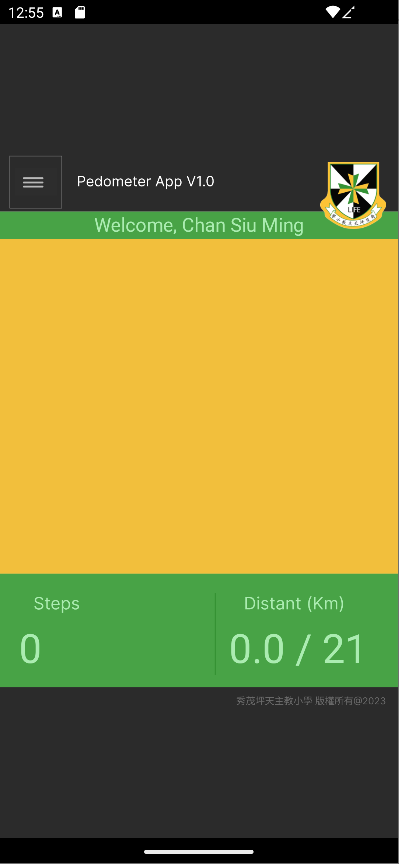 12:55
Pedometer App V1.0
LIFE
Welcome, Chan Siu Ming
Steps
Distant (Km)
0
0.0 / 21
秀茂坪天主教小學 版權所有@2023